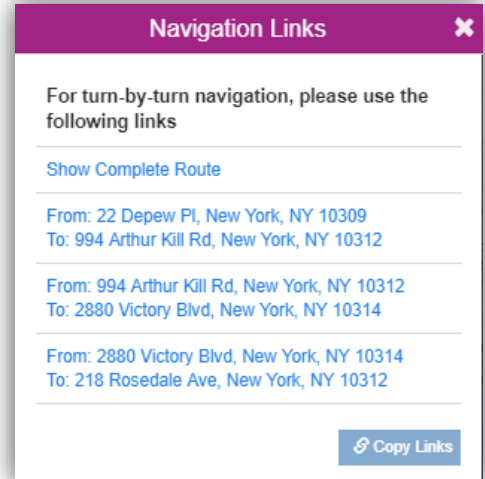 Navigation Links
For turn-by-turn navigation, please use the
following links
Show Complete Route
From: 22 Depew Pl, New York, NY 10309
To: 994 Arthur Kill Rd, New York, NY 10312
From: 994 Arthur Kill Rd, New York, NY 10312
To: 2880 Victory Blvd, New York, NY 10314
From: 2880 Victory Blvd, New York, NY 10314
To: 218 Rosedale Ave, New York, NY 10312
Copy Links